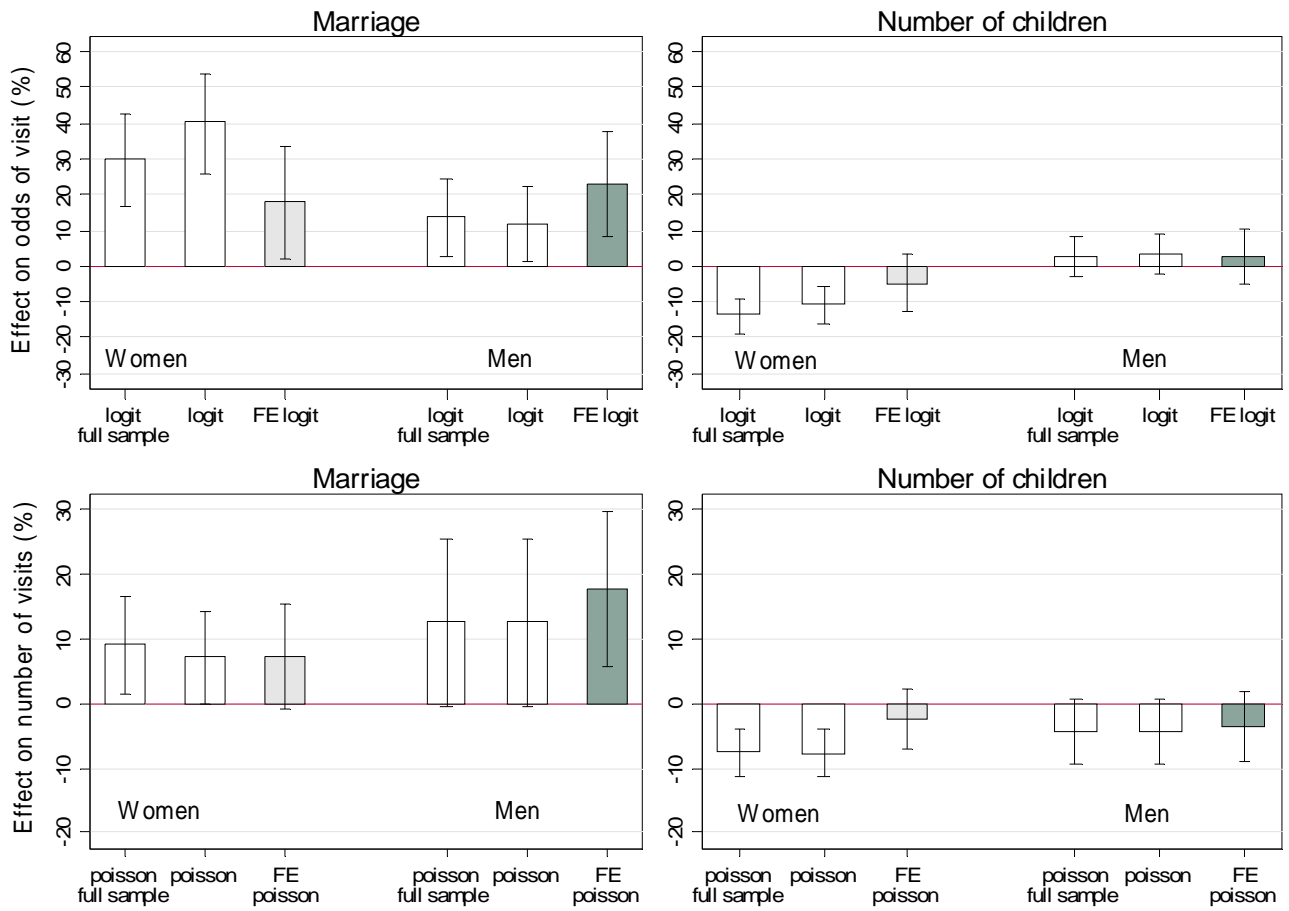 Marriage
Number of children
Effect on odds of visit (%)
60
50
40
30
20
10
0
-10
-20
-30
Women
Men
logit
full sample
logit
FE logit
logit
full sample
logit
FE logit
60
50
40
30
20
10
0
-10
-20
-30
Women
Men
logit
full sample
logit
FE logit
logit
full sample
logit
FE logit
Marriage
Number of children
Effect on number of visits (%)
30
20
10
0
-10
-20
Women
Men
poisson
full sample
poisson
FE
poisson
poisson
full sample
poisson
FE
poisson
30
20
10
0
-10
-20
Women
Men
poisson
full sample
poisson
FE
poisson
poisson
full sample
poisson
FE
poisson